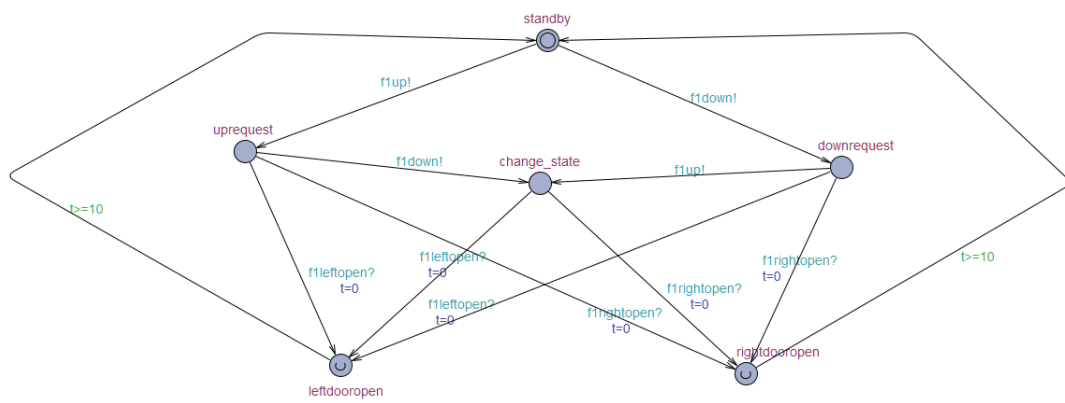 standby
f1up!
f1down!
uprequest
downrequest
f1down!
change_state
f1up!
t>=10
t>=10
f1leftopen?
t=0
f1leftopen?
t=0
f1leftopen?
t=0
f1rightopen?
t=0
f1rightopen?
t=0
f1rightopen?
t=0
leftdooropen
rightdooropen